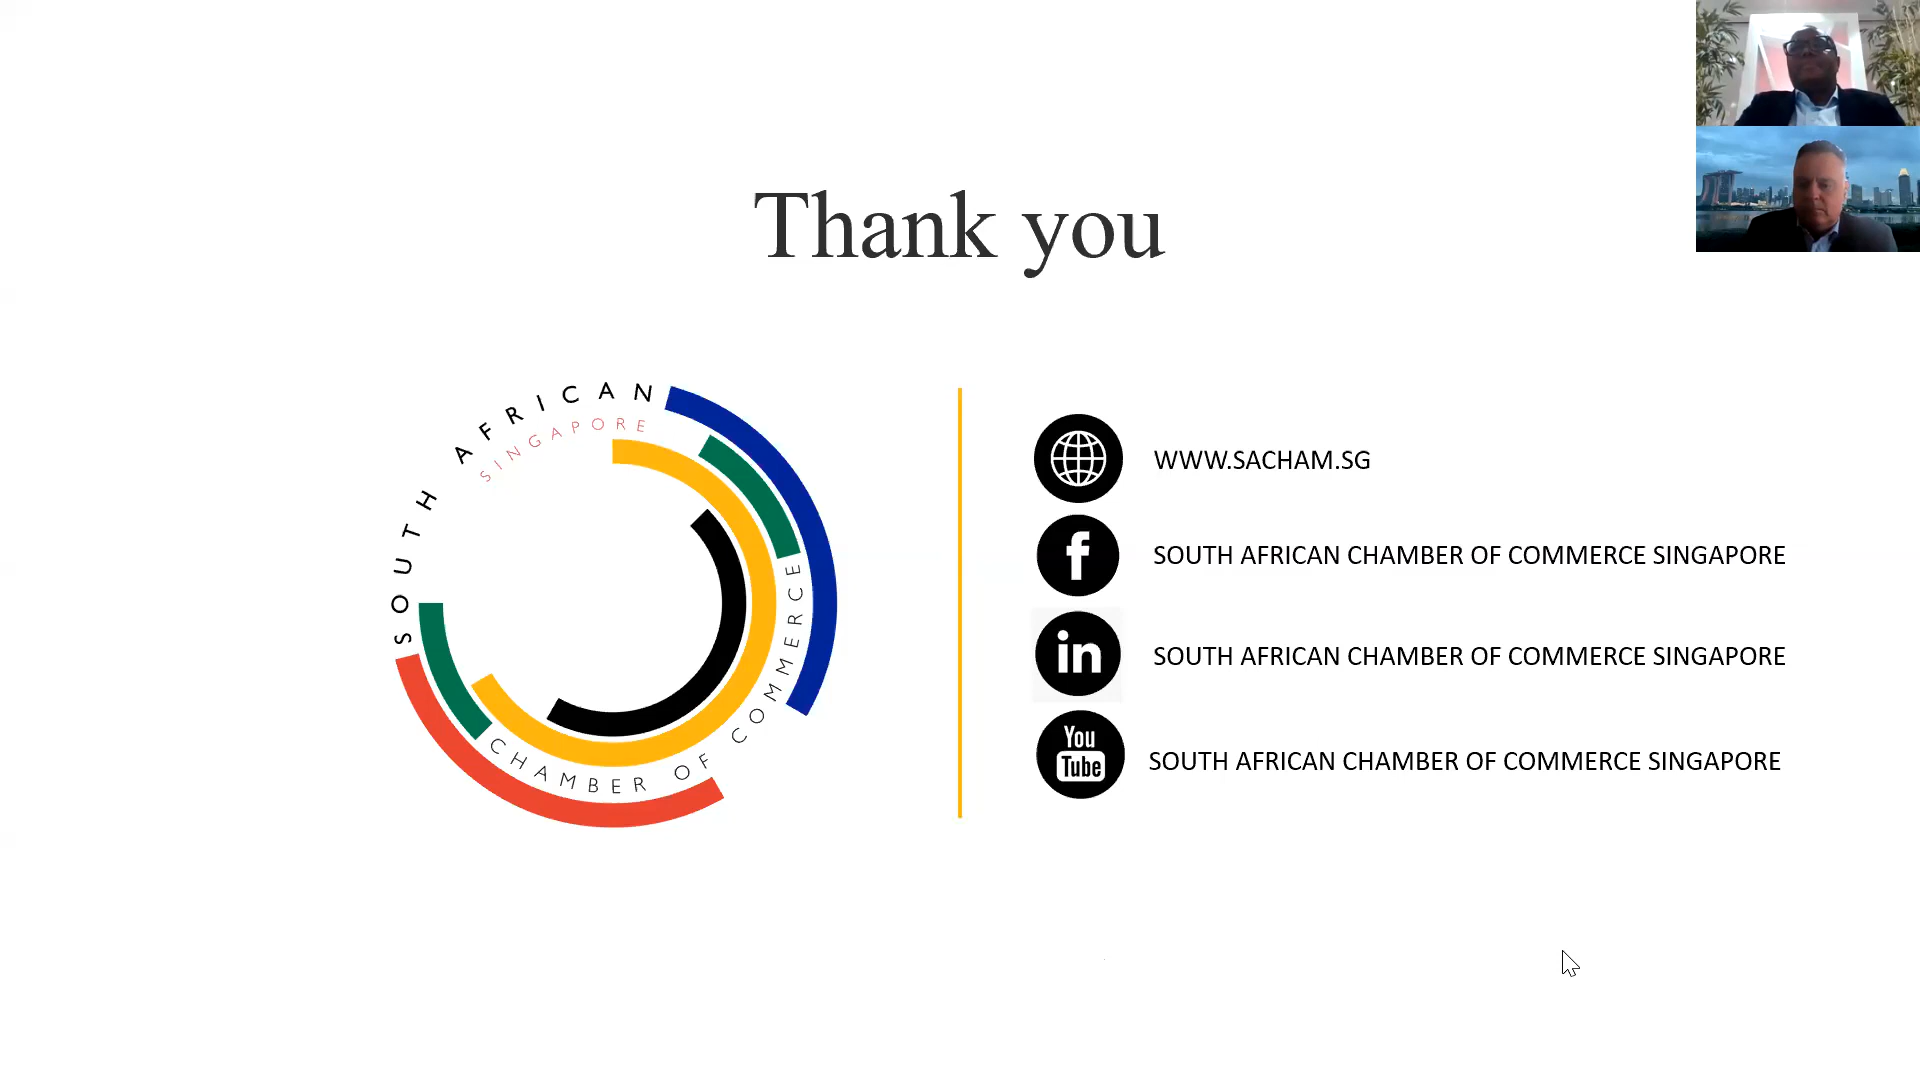 Thank you
SOUTH AFRICAN
SINGAPORE
CHAMBER OF COMMERCE
WWW.SACHAM.SG
f SOUTH AFRICAN CHAMBER OF COMMERCE SINGAPORE
in SOUTH AFRICAN CHAMBER OF COMMERCE SINGAPORE
You
Tube SOUTH AFRICAN CHAMBER OF COMMERCE SINGAPORE